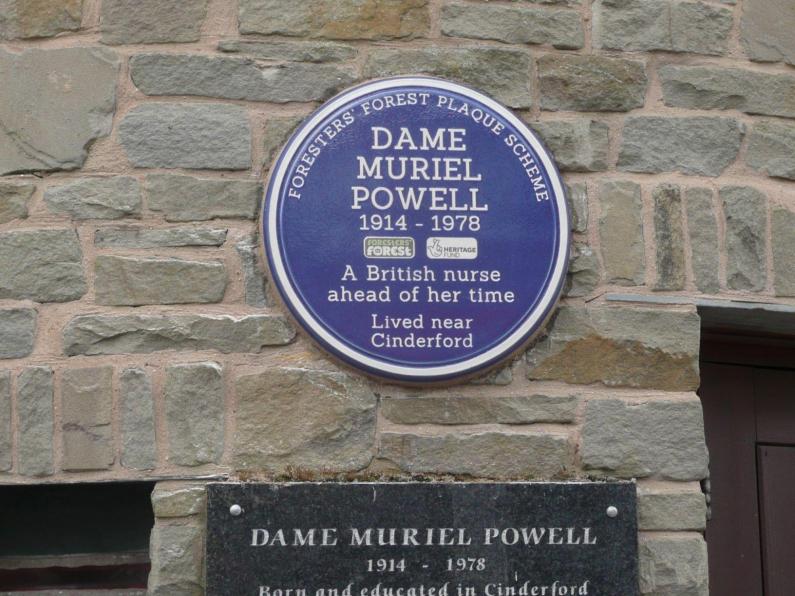 FORESTERS' FOREST PLAQUE SCHEME
DAME
MURIEL
POWELL
1914 - 1978
FORESTERS'
FOREST
HERITAGE
FUND
A British nurse
ahead of her time
Lived near
Cinderford
DAME MURIEL POWELL
1914 - 1978
Born and educated in Cinderford